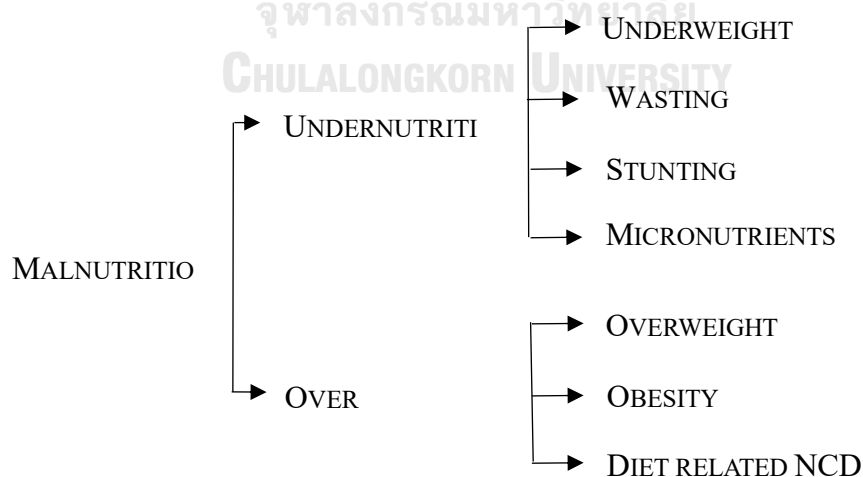 จุฬาลงกรณ์มหาวิทยาลัย
CHULALONGKORN UNIVERSITY
UNDERWEIGHT
WASTING
UNDERNUTRITI
STUNTING
MICRONUTRIENTS
MALNUTRITIO
OVERWEIGHT
OVER
OBESITY
DIET RELATED NCD